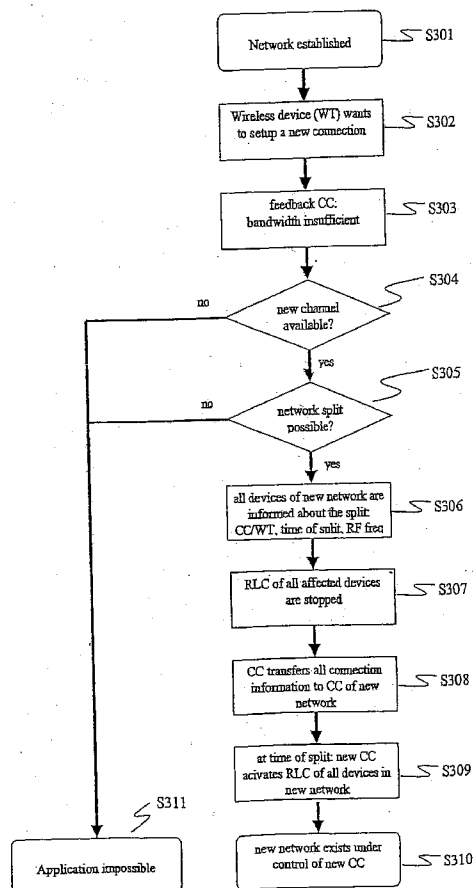 Network established
S301
Wireless device (WT) wants
to setup a new connection
S302
feedback CC:
bandwidth insufficient
S303
S304
no
new channel
available?
yes
S305
no
network split
possible?
yes
all devices of new network are
informed about the split:
CC/WT, time of split, RF freq
S306
RLC of all affected devices
are stopped
S307
CC transfers all connection
information to CC of new
network
S308
at time of split: new CC
acivates RLC of all devices in
new network
S309
S311
Application impossible
new network exists under
control of new CC
S310